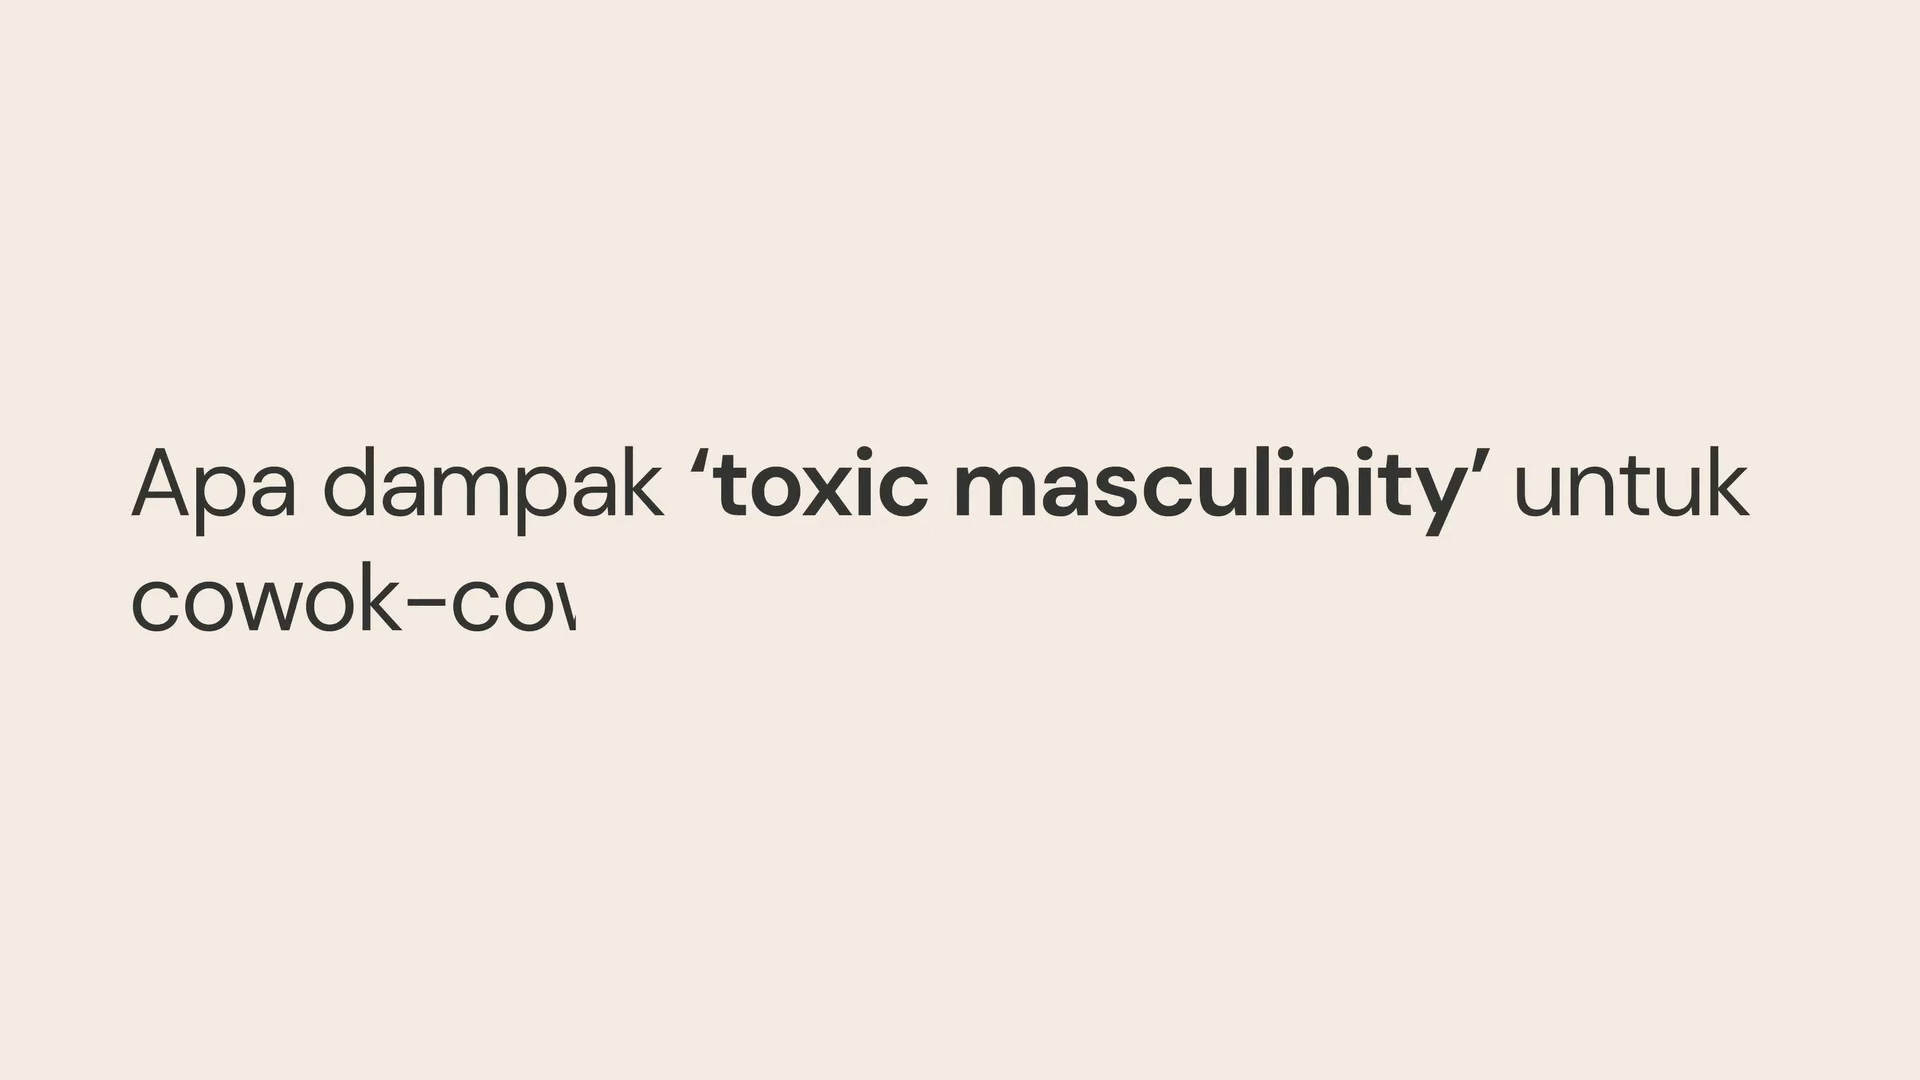 Apa dampak ‘toxic masculinity’ untuk
cowok-co